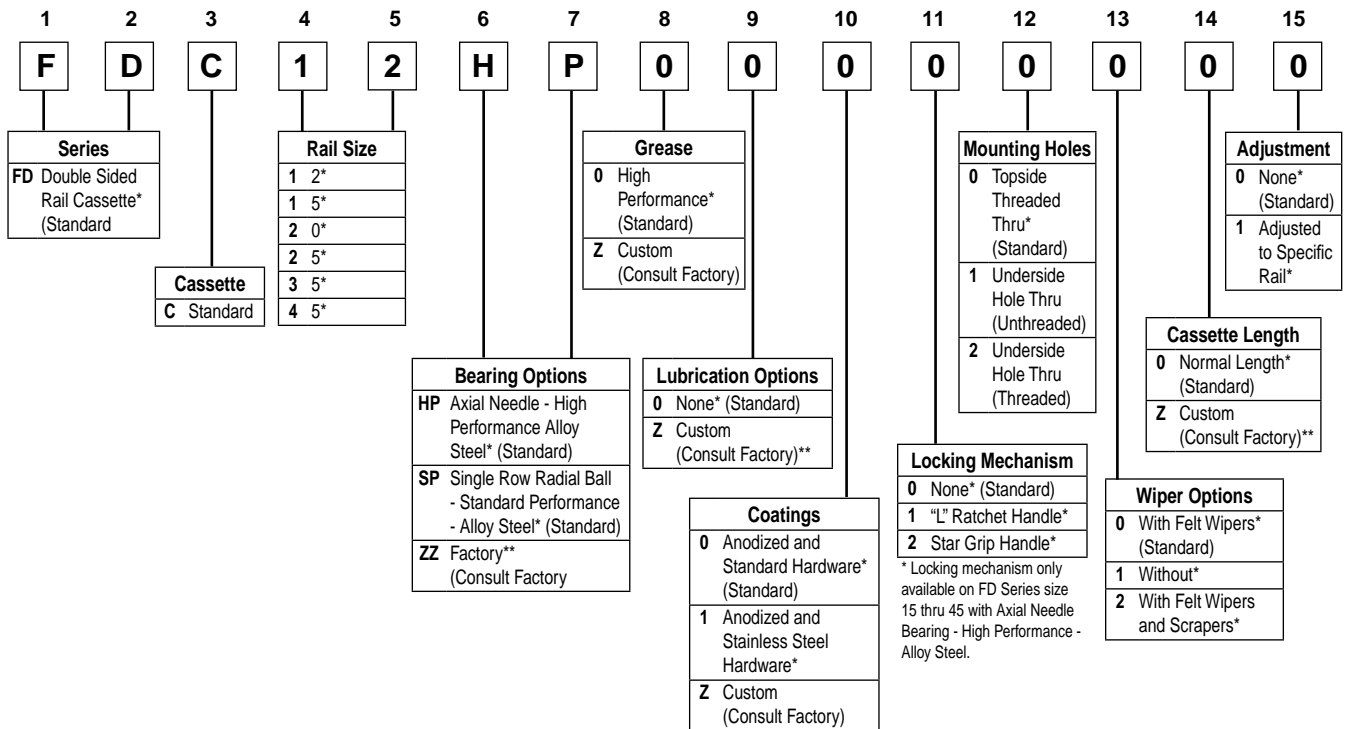 1 2 3 4 5 6 7 8 9 10 11 12 13 14 15
F D C 1 2 H P 0 0 0 0 0 0 0 0
Series
FD Double Sided
Rail Cassette*
(Standard
Cassette
C Standard
Rail Size
1 2*
1 5*
2 0*
2 5*
3 5*
4 5*
Bearing Options
HP Axial Needle - High
Performance Alloy
Steel* (Standard)
SP Single Row Radial Ball
- Standard Performance
- Alloy Steel* (Standard)
ZZ Factory**
(Consult Factory
Grease
0 High
Performance*
(Standard)
Z Custom
(Consult Factory)
Lubrication Options
0 None* (Standard)
Z Custom
(Consult Factory)**
Coatings
0 Anodized and
Standard Hardware*
(Standard)
1 Anodized and
Stainless Steel
Hardware*
Z Custom
(Consult Factory)
Locking Mechanism
0 None* (Standard)
1 “L” Ratchet Handle*
2 Star Grip Handle*
* Locking mechanism only
available on FD Series size
15 thru 45 with Axial Needle
Bearing - High Performance -
Alloy Steel.
Mounting Holes
0 Topside
Threaded
Thru*
(Standard)
1 Underside
Hole Thru
(Unthreaded)
2 Underside
Hole Thru
(Threaded)
Wiper Options
0 With Felt Wipers*
(Standard)
1 Without*
2 With Felt Wipers
and Scrapers*
Cassette Length
0 Normal Length*
(Standard)
Z Custom
(Consult Factory)**
Adjustment
0 None*
(Standard)
1 Adjusted
to Specific
Rail*